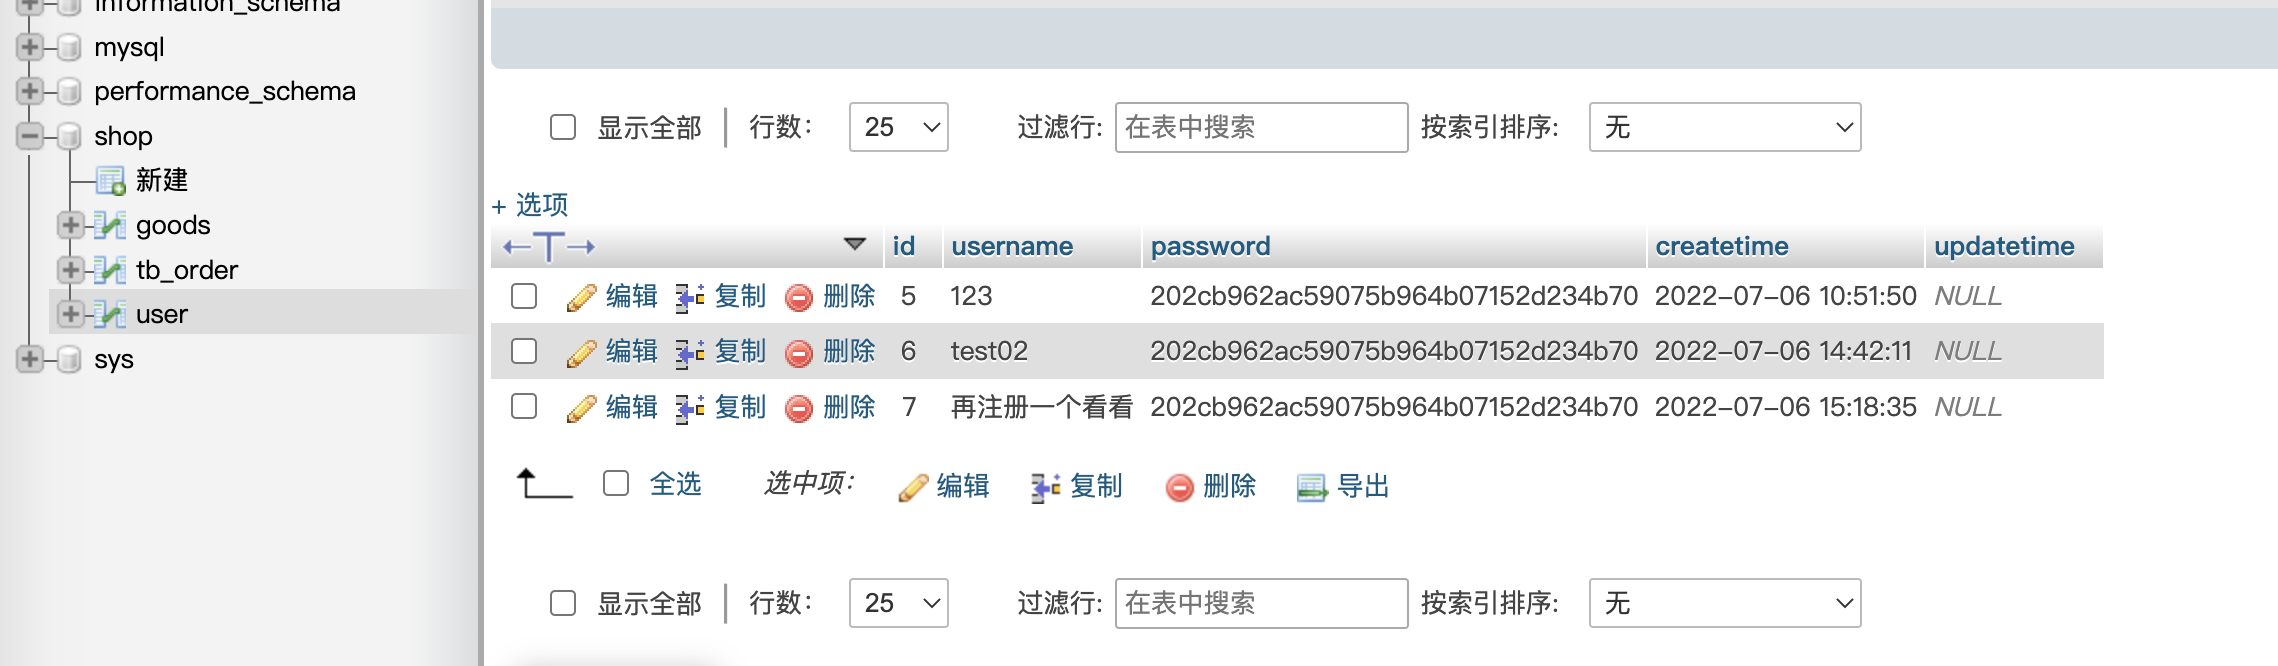 information_schema
mysql
performance_schema
shop
新建
goods
tb_order
user
sys
显示全部 行数： 25 过滤行: 在表中搜索 按索引排序: 无
+ 选项
←T→ id username password createtime updatetime
编辑 复制 删除 5 123 202cb962ac59075b964b07152d234b70 2022-07-06 10:51:50 NULL
编辑 复制 删除 6 test02 202cb962ac59075b964b07152d234b70 2022-07-06 14:42:11 NULL
编辑 复制 删除 7 再注册一个看看 202cb962ac59075b964b07152d234b70 2022-07-06 15:18:35 NULL
全选 选中项： 编辑 复制 删除 导出
显示全部 行数： 25 过滤行: 在表中搜索 按索引排序: 无